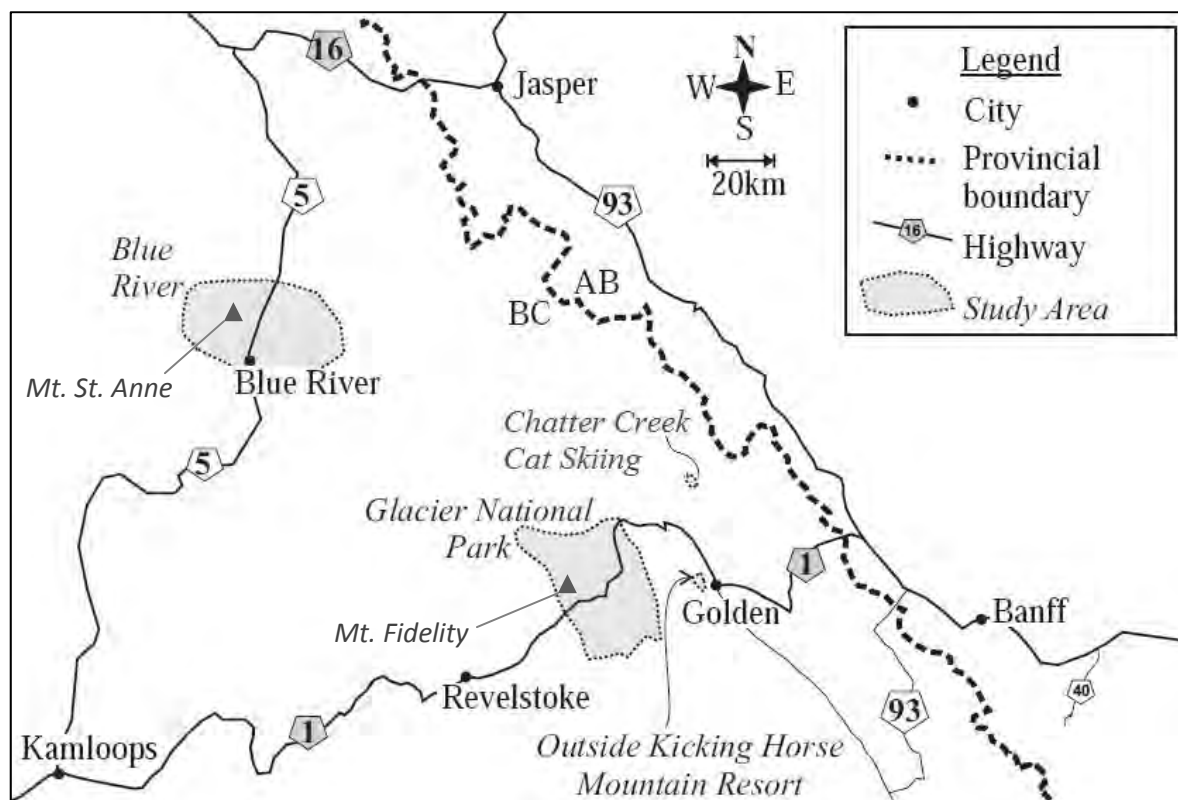 16
N
W E
S
20km
Jasper
Legend
City
Provincial
boundary
16
Highway
Study Area
5
93
Blue
River
AB
BC
Mt. St. Anne
Blue River
Chatter Creek
Cat Skiing
5
Glacier National
Park
1
Golden
Banff
Mt. Fidelity
40
Revelstoke
93
Outside Kicking Horse
Mountain Resort
1
Kamloops